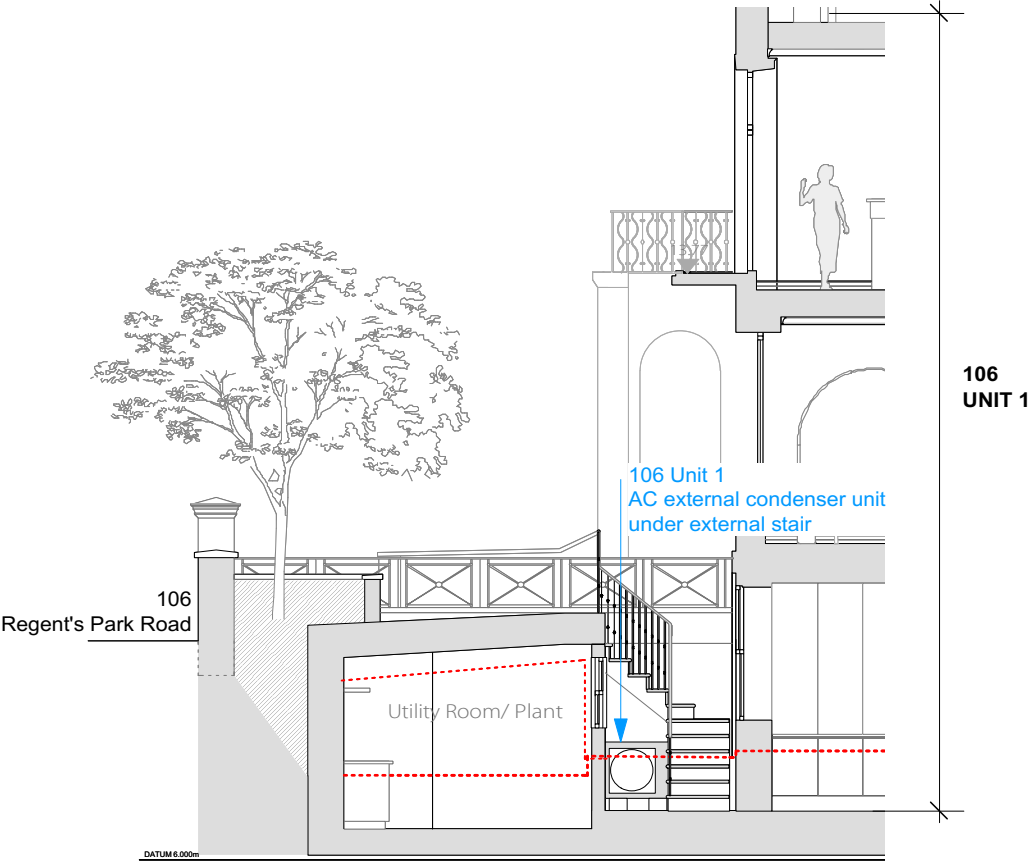 106
UNIT 1
106 Unit 1
AC external condenser unit
under external stair
106
Regent's Park Road
Utility Room/ Plant
DATUM 6.000m